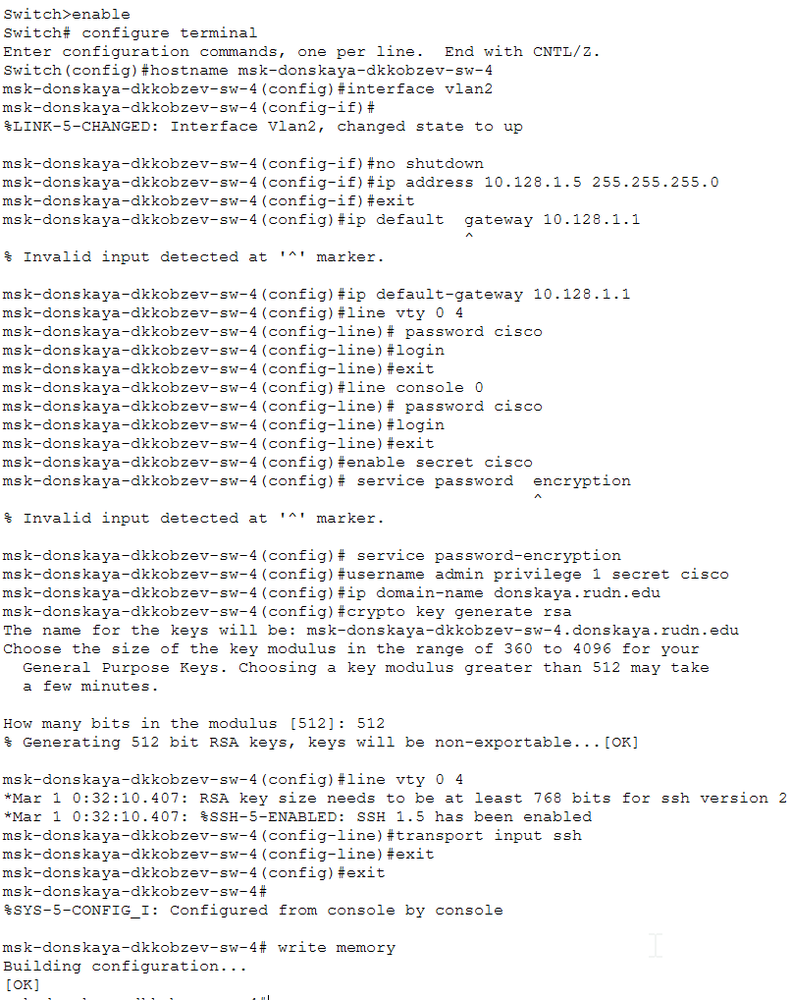 Switch>enable
Switch# configure terminal
Enter configuration commands, one per line.  End with CNTL/Z.
Switch(config)#hostname msk-donskaya-dkkobzev-sw-4
msk-donskaya-dkkobzev-sw-4(config)#interface vlan2
msk-donskaya-dkkobzev-sw-4(config-if)#
%LINK-5-CHANGED: Interface Vlan2, changed state to up
msk-donskaya-dkkobzev-sw-4(config-if)#no shutdown
msk-donskaya-dkkobzev-sw-4(config-if)#ip address 10.128.1.5 255.255.255.0
msk-donskaya-dkkobzev-sw-4(config-if)#exit
msk-donskaya-dkkobzev-sw-4(config)#ip default  gateway 10.128.1.1
^
% Invalid input detected at '^' marker.
msk-donskaya-dkkobzev-sw-4(config)#ip default-gateway 10.128.1.1
msk-donskaya-dkkobzev-sw-4(config)#line vty 0 4
msk-donskaya-dkkobzev-sw-4(config-line)# password cisco
msk-donskaya-dkkobzev-sw-4(config-line)#login
msk-donskaya-dkkobzev-sw-4(config-line)#exit
msk-donskaya-dkkobzev-sw-4(config)#line console 0
msk-donskaya-dkkobzev-sw-4(config-line)# password cisco
msk-donskaya-dkkobzev-sw-4(config-line)#login
msk-donskaya-dkkobzev-sw-4(config-line)#exit
msk-donskaya-dkkobzev-sw-4(config)#enable secret cisco
msk-donskaya-dkkobzev-sw-4(config)# service password  encryption
^
% Invalid input detected at '^' marker.
msk-donskaya-dkkobzev-sw-4(config)# service password-encryption
msk-donskaya-dkkobzev-sw-4(config)#username admin privilege 1 secret cisco
msk-donskaya-dkkobzev-sw-4(config)#ip domain-name donskaya.rudn.edu
msk-donskaya-dkkobzev-sw-4(config)#crypto key generate rsa
The name for the keys will be: msk-donskaya-dkkobzev-sw-4.donskaya.rudn.edu
Choose the size of the key modulus in the range of 360 to 4096 for your
General Purpose Keys. Choosing a key modulus greater than 512 may take
a few minutes.
How many bits in the modulus [512]: 512
% Generating 512 bit RSA keys, keys will be non-exportable...[OK]
msk-donskaya-dkkobzev-sw-4(config)#line vty 0 4
*Mar 1 0:32:10.407: RSA key size needs to be at least 768 bits for ssh version 2
*Mar 1 0:32:10.407: %SSH-5-ENABLED: SSH 1.5 has been enabled
msk-donskaya-dkkobzev-sw-4(config-line)#transport input ssh
msk-donskaya-dkkobzev-sw-4(config-line)#exit
msk-donskaya-dkkobzev-sw-4(config)#exit
msk-donskaya-dkkobzev-sw-4#
%SYS-5-CONFIG_I: Configured from console by console
msk-donskaya-dkkobzev-sw-4# write memory
Building configuration...
[OK]